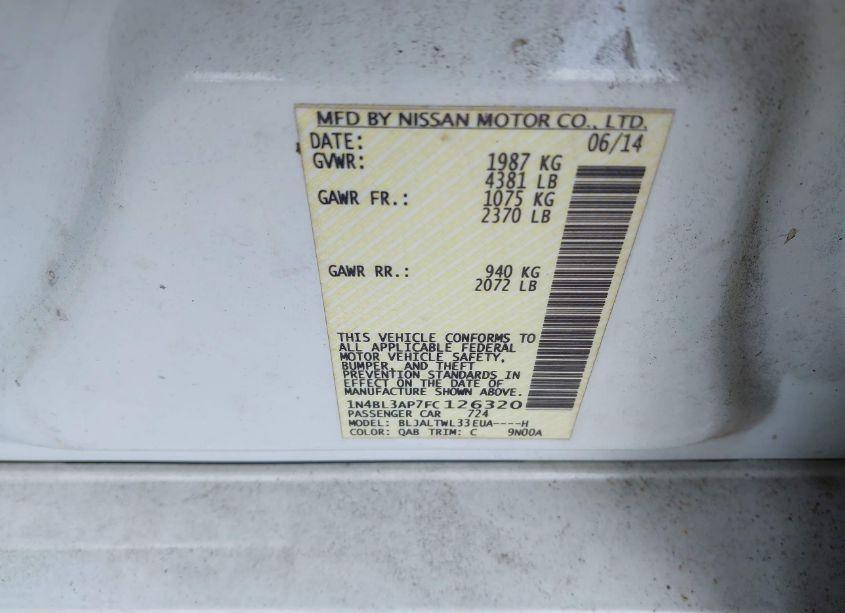 MFD BY NISSAN MOTOR CO., LTD.
DATE: 06/14
GVWR: 1987 KG
4381 LB
GAWR FR.: 1075 KG
2370 LB
GAWR RR.: 940 KG
2072 LB
THIS VEHICLE CONFORMS TO
ALL APPLICABLE FEDERAL
MOTOR VEHICLE SAFETY,
BUMPER, AND THEFT
PREVENTION STANDARDS IN
EFFECT ON THE DATE OF
MANUFACTURE SHOWN ABOVE.
1N4BL3AP7FC126320
PASSENGER CAR 724
MODEL: BLJALTWL33EUA----H
COLOR: QAB TRIM: C 9N00A